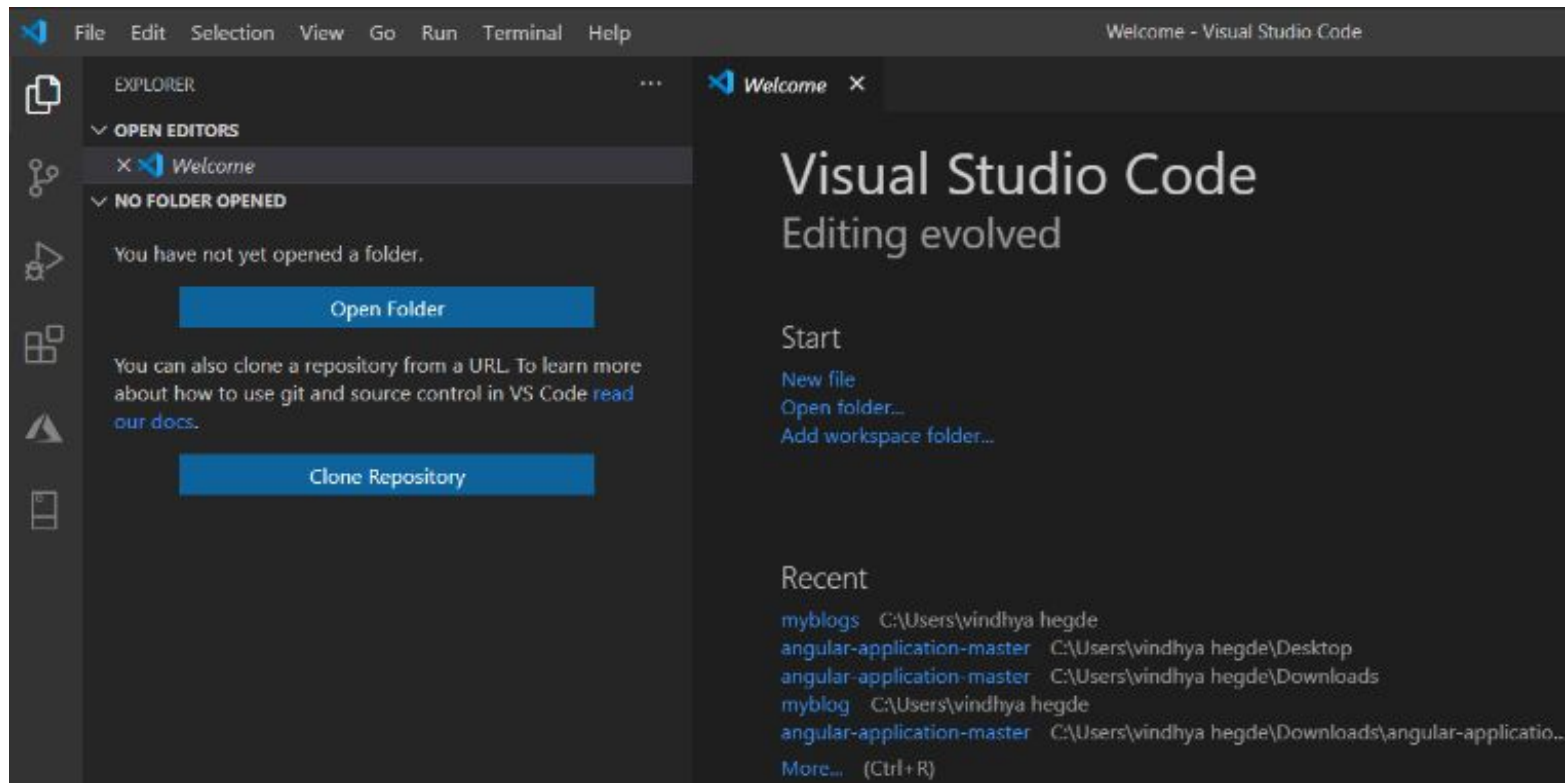 File Edit Selection View Go Run Terminal Help
Welcome - Visual Studio Code
EXPLORER
···
OPEN EDITORS
Welcome
NO FOLDER OPENED
You have not yet opened a folder.
Open Folder
You can also clone a repository from a URL. To learn more
about how to use git and source control in VS Code read
our docs.
Clone Repository
Welcome
Visual Studio Code
Editing evolved
Start
New file
Open folder...
Add workspace folder...
Recent
myblogs C:\Users\vindhya hegde
angular-application-master C:\Users\vindhya hegde\Desktop
angular-application-master C:\Users\vindhya hegde\Downloads
myblog C:\Users\vindhya hegde
angular-application-master C:\Users\vindhya hegde\Downloads\angular-applicatio...
More... (Ctrl+R)